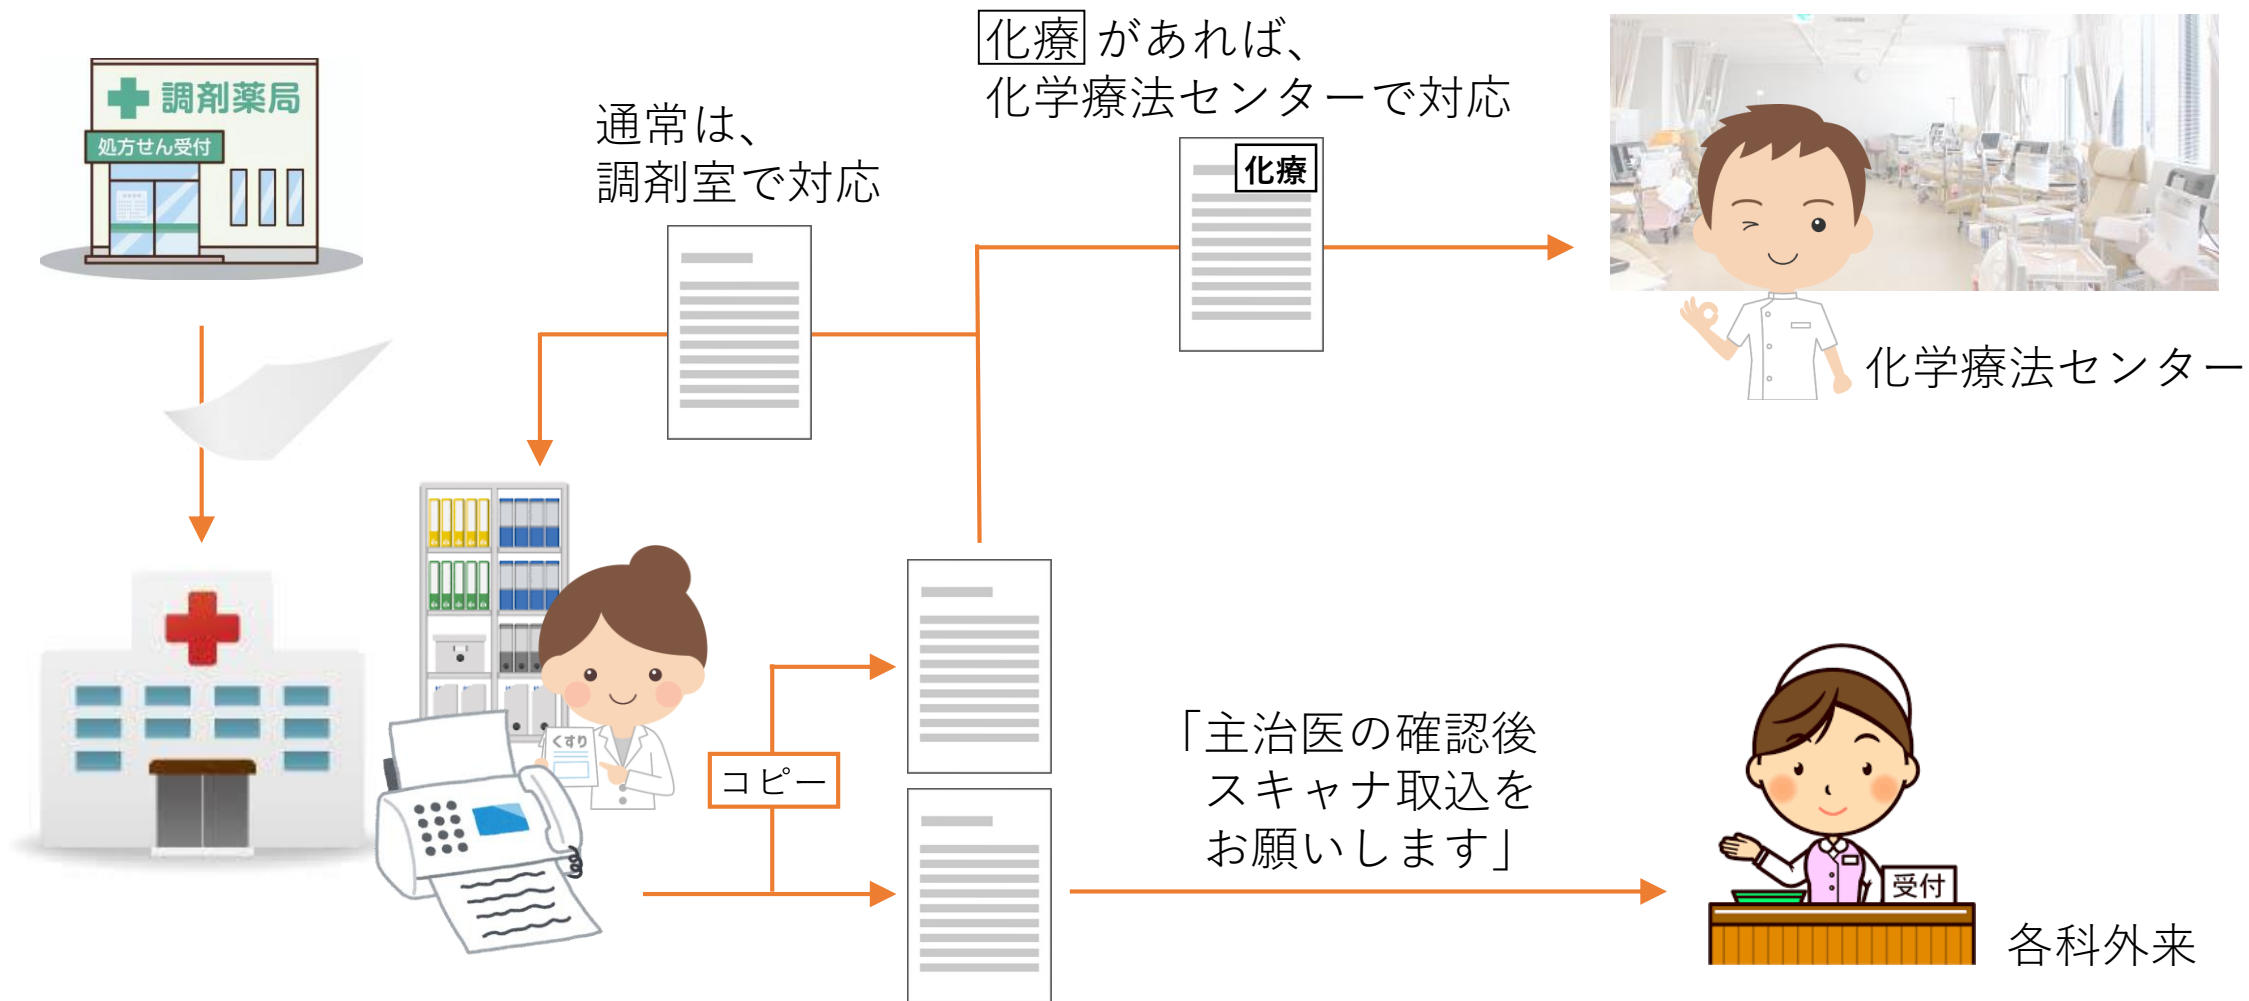 調剤薬局
処方せん受付
通常は、
調剤室で対応
化療 があれば、
化学療法センターで対応
化療
化学療法センター
くすり
コピー
「主治医の確認後
スキャナ取込を
お願いします」
受付
各科外来